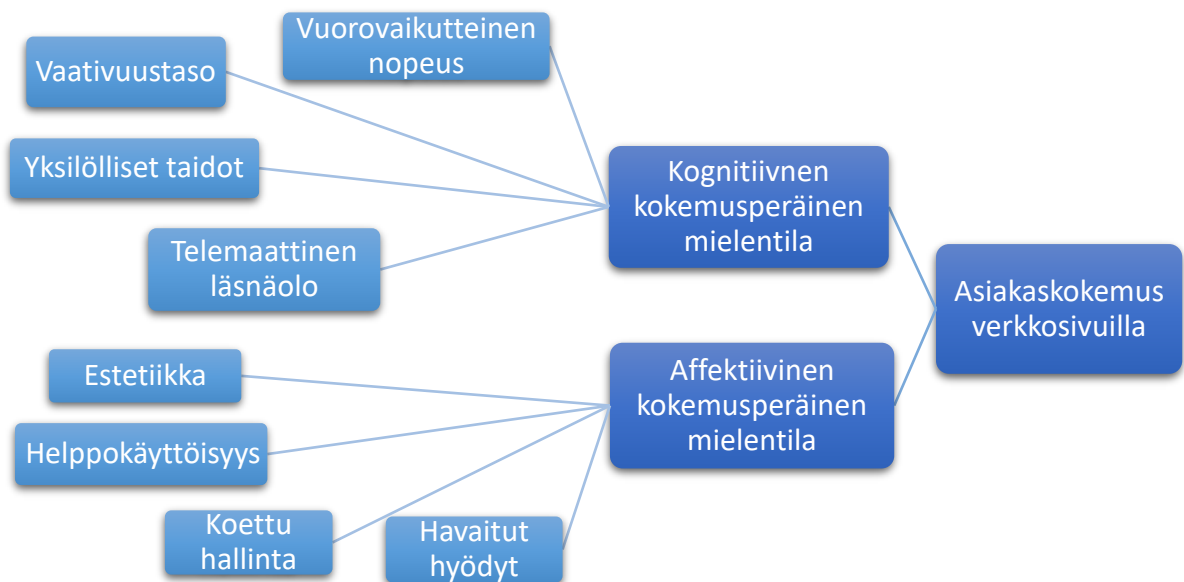 Vuorovaikutteinen
nopeus
Vaativuustaso
Yksilölliset taidot
Telemaattinen
läsnäolo
Kognitiivnen
kokemusperäinen
mielentila
Asiakaskokemus
verkkosivuilla
Affektiivinen
kokemusperäinen
mielentila
Estetiikka
Helppokäyttöisyys
Koettu
hallinta
Havaitut
hyödyt